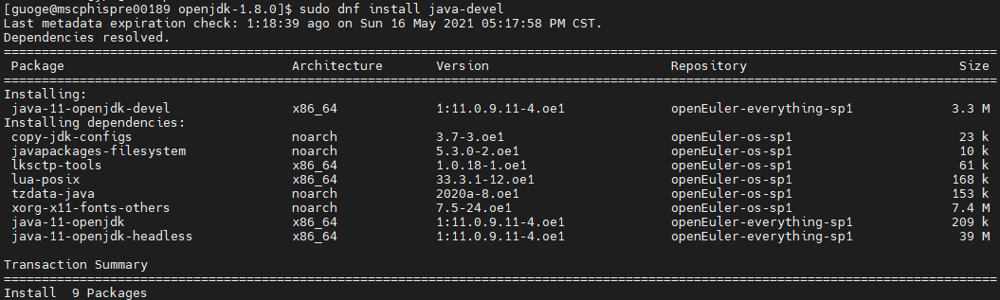 [guoge@mscphispre00189 openjdk-1.8.0]$ sudo dnf install java-devel
Last metadata expiration check: 1:18:39 ago on Sun 16 May 2021 05:17:58 PM CST.
Dependencies resolved.
====================================================================================================================================
Package Architecture Version Repository Size
====================================================================================================================================
Installing:
java-11-openjdk-devel x86_64 1:11.0.9.11-4.oe1 openEuler-everything-sp1 3.3 M
Installing dependencies:
copy-jdk-configs noarch 3.7-3.oe1 openEuler-os-sp1 23 k
javapackages-filesystem noarch 5.3.0-2.oe1 openEuler-os-sp1 10 k
lksctp-tools x86_64 1.0.18-1.oe1 openEuler-os-sp1 61 k
lua-posix x86_64 33.3.1-12.oe1 openEuler-os-sp1 168 k
tzdata-java noarch 2020a-8.oe1 openEuler-os-sp1 153 k
xorg-x11-fonts-others noarch 7.5-24.oe1 openEuler-os-sp1 7.4 M
java-11-openjdk x86_64 1:11.0.9.11-4.oe1 openEuler-everything-sp1 209 k
java-11-openjdk-headless x86_64 1:11.0.9.11-4.oe1 openEuler-everything-sp1 39 M
Transaction Summary
====================================================================================================================================
Install 9 Packages